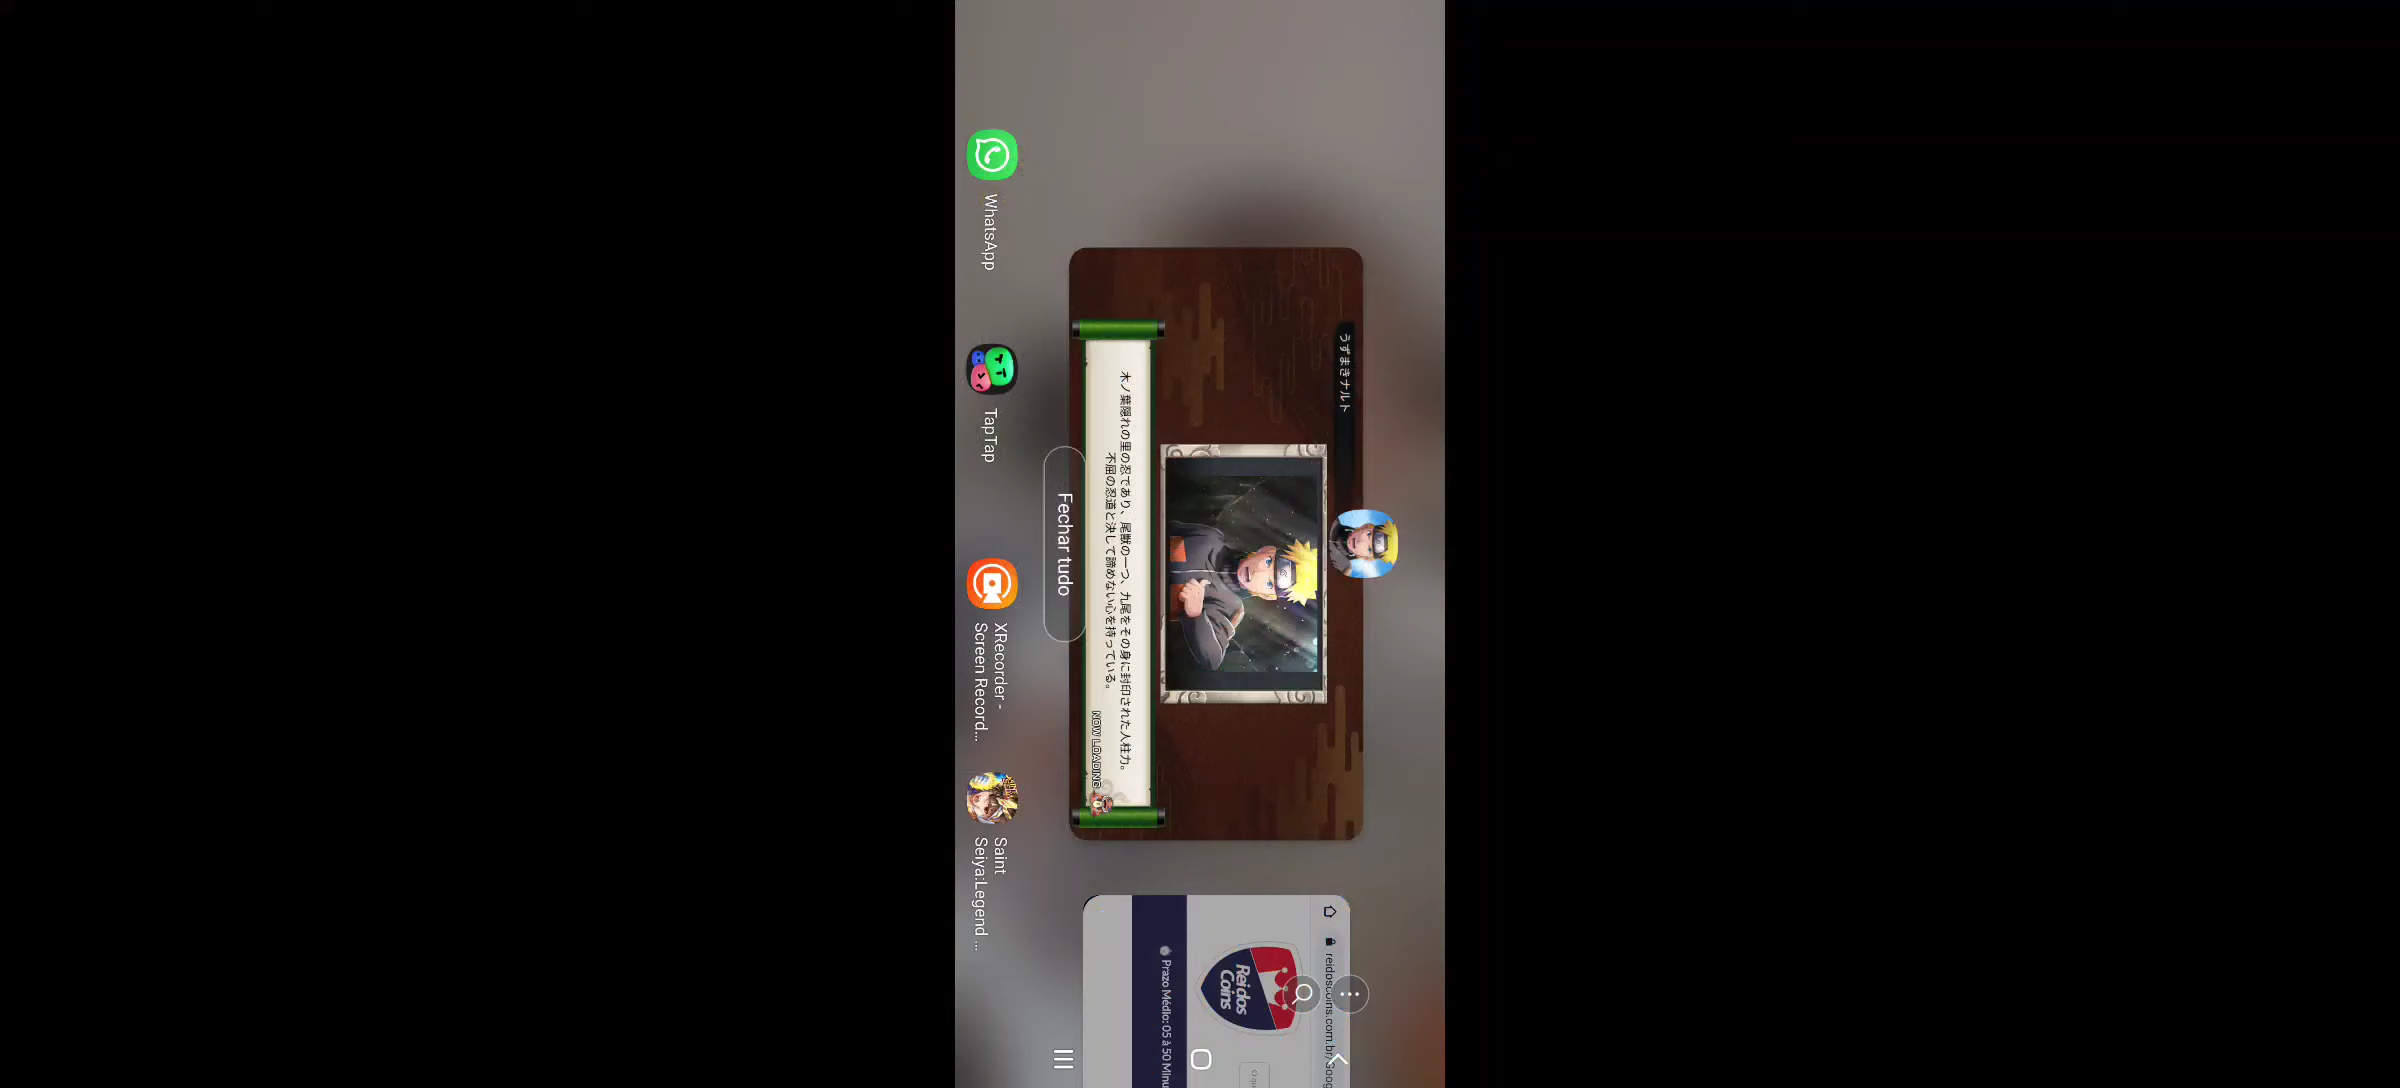 reidoscoins.com.br/Goog
Rei dos
Coins
Prazo Médio: 05 à 50 Minu
うずまきナルト
木ノ葉隠れの里の忍であり、尾獣の一つ、九尾をその身に封印された人柱力。
不屈の忍道と決して諦めない心を持っている。
NOW LOADING
Fechar tudo
WhatsApp
TapTap
XRecorder -
Screen Record...
Saint
Seiya:Legend ...